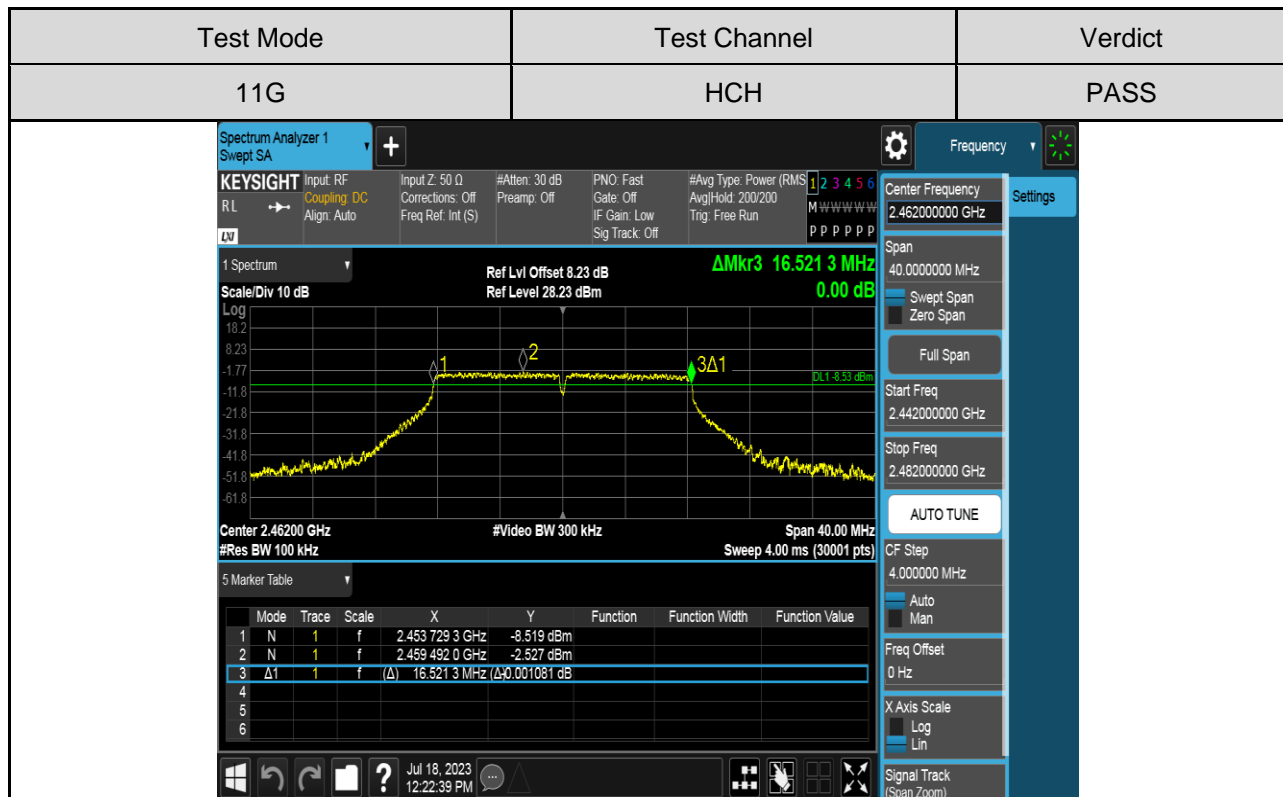 Test Mode Test Channel Verdict
11G HCH PASS
Spectrum Analyzer 1
Swept SA
+
Frequency
KEYSIGHT
RL
LXI
Input: RF
Coupling: DC
Align: Auto
Input Z: 50 Ω
Corrections: Off
Freq Ref: Int (S)
#Atten: 30 dB
Preamp: Off
PNO: Fast
Gate: Off
IF Gain: Low
Sig Track: Off
#Avg Type: Power (RMS
Avg|Hold: 200/200
Trig: Free Run
1 2 3 4 5 6
M W W W W W
P P P P P P
1 Spectrum
Scale/Div 10 dB
Ref Lvl Offset 8.23 dB
Ref Level 28.23 dBm
ΔMkr3 16.521 3 MHz
0.00 dB
Log
18.2
8.23
-1.77
-11.8
-21.8
-31.8
-41.8
-51.8
-61.8
1
2
3Δ1
DL1 -8.53 dBm
Center 2.46200 GHz #Video BW 300 kHz Span 40.00 MHz
#Res BW 100 kHz Sweep 4.00 ms (30001 pts)
5 Marker Table
Mode Trace Scale X Y Function Function Width Function Value
1 N 1 f 2.453 729 3 GHz -8.519 dBm
2 N 1 f 2.459 492 0 GHz -2.527 dBm
3 Δ1 1 f (Δ) 16.521 3 MHz (Δ) -0.001081 dB
4
5
6
?
Jul 18, 2023
12:22:39 PM
Settings
Center Frequency
2.462000000 GHz
Span
40.0000000 MHz
Swept Span
Zero Span
Full Span
Start Freq
2.442000000 GHz
Stop Freq
2.482000000 GHz
AUTO TUNE
CF Step
4.000000 MHz
Auto
Man
Freq Offset
0 Hz
X Axis Scale
Log
Lin
Signal Track
(Span Zoom)